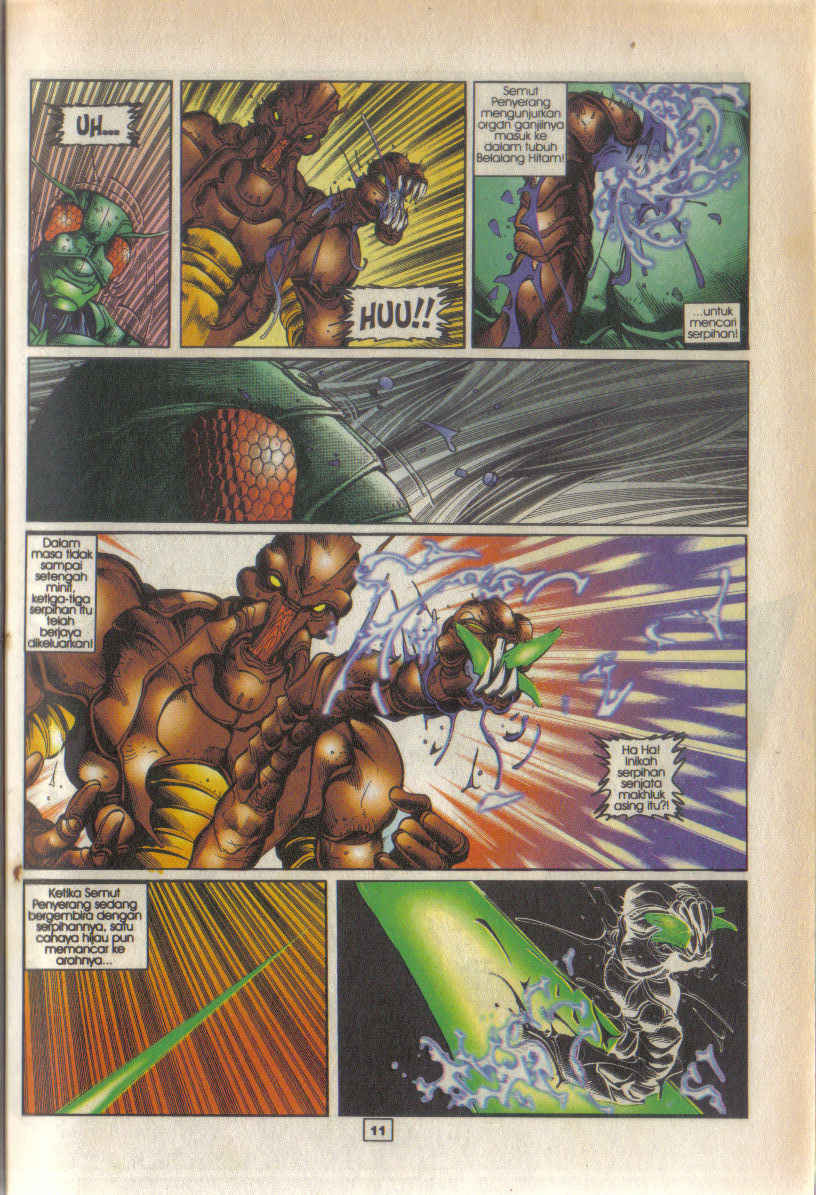 UH...
HUU!!
Semut
Penyerang
mengunjurkan
organ ganjilnya
masuk ke
dalam tubuh
Belalang Hitam!
...untuk
mencari
serpihan!
Dalam
masa tidak
sampai
setengah
minit,
ketiga-tiga
serpihan itu
telah
berjaya
dikeluarkan!
Ha Ha!
Inikah
serpihan
senjata
makhluk
asing itu?!
Ketika Semut
Penyerang sedang
bergembira dengan
serpihannya, satu
cahaya hijau pun
memancar ke
arahnya...
11